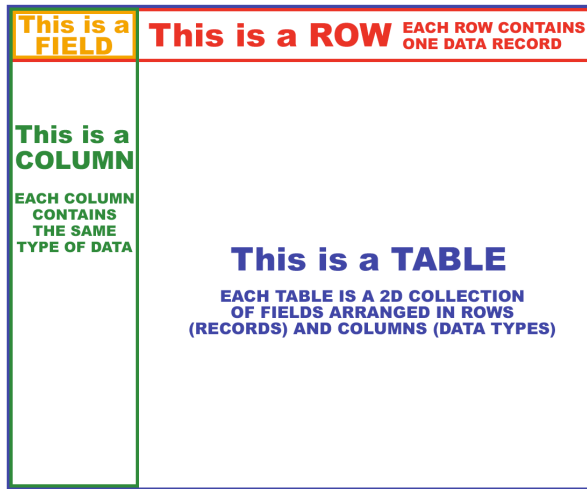 This is a
FIELD
This is a ROW
EACH ROW CONTAINS
ONE DATA RECORD
This is a
COLUMN
EACH COLUMN
CONTAINS
THE SAME
TYPE OF DATA
This is a TABLE
EACH TABLE IS A 2D COLLECTION
OF FIELDS ARRANGED IN ROWS
(RECORDS) AND COLUMNS (DATA TYPES)